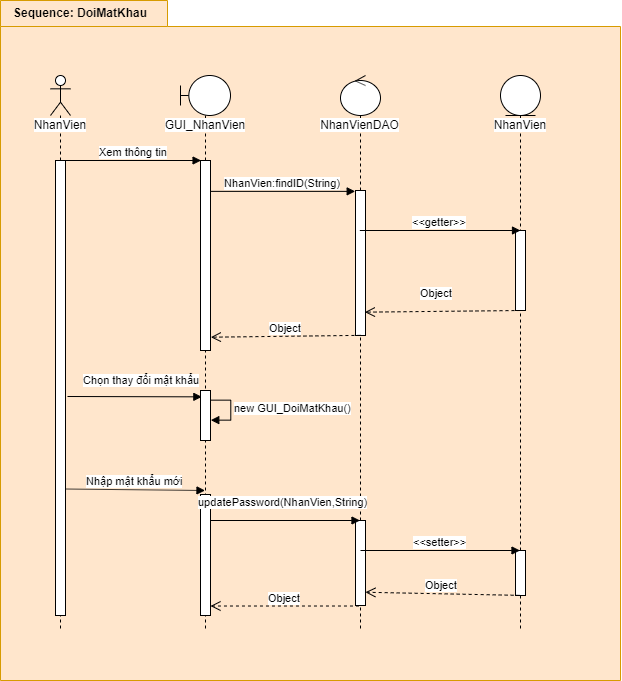 Sequence: DoiMatKhau
NhanVien
GUI_NhanVien
NhanVienDAO
NhanVien
Xem thông tin
NhanVien:findID(String)
<<getter>>
Object
Object
Chọn thay đổi mật khẩu
new GUI_DoiMatKhau()
Nhập mật khẩu mới
updatePassword(NhanVien,String)
<<setter>>
Object
Object